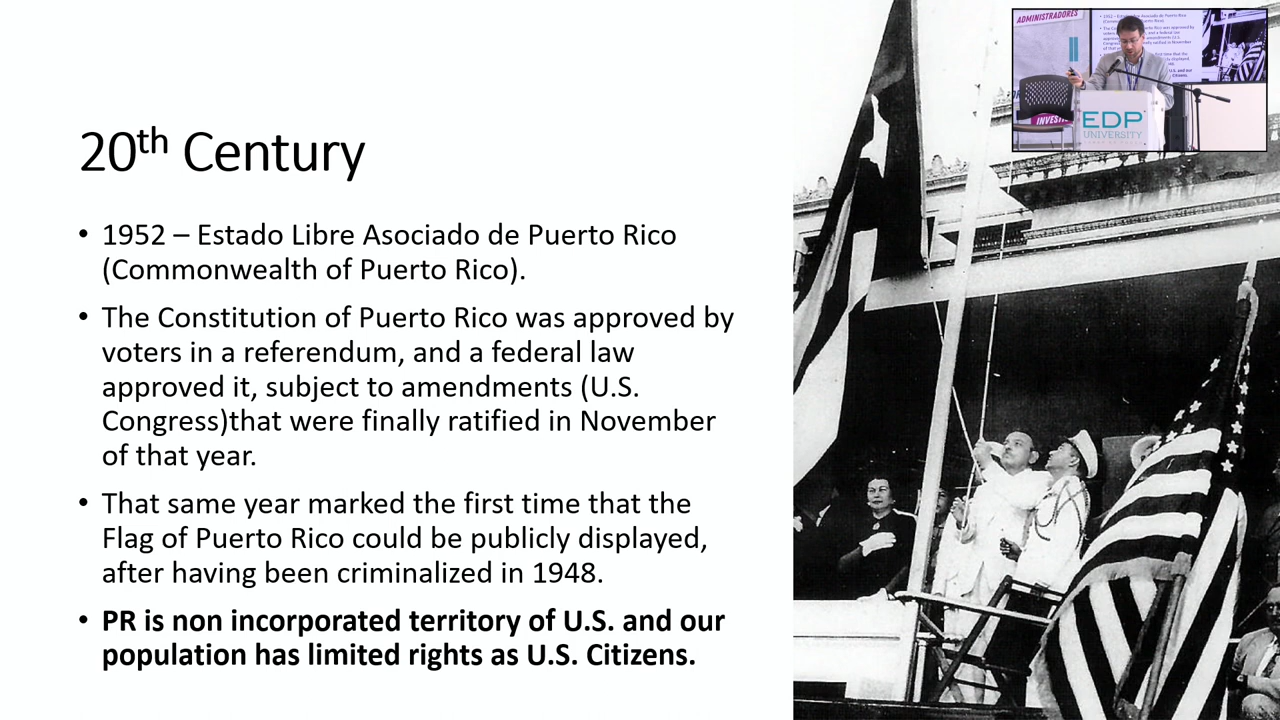 20th Century
• 1952 – Estado Libre Asociado de Puerto Rico
(Commonwealth of Puerto Rico).
• The Constitution of Puerto Rico was approved by
voters in a referendum, and a federal law
approved it, subject to amendments (U.S.
Congress)that were finally ratified in November
of that year.
• That same year marked the first time that the
Flag of Puerto Rico could be publicly displayed,
after having been criminalized in 1948.
• PR is non incorporated territory of U.S. and our
population has limited rights as U.S. Citizens.
ADMINISTRADORES
EDP
UNIVERSITY